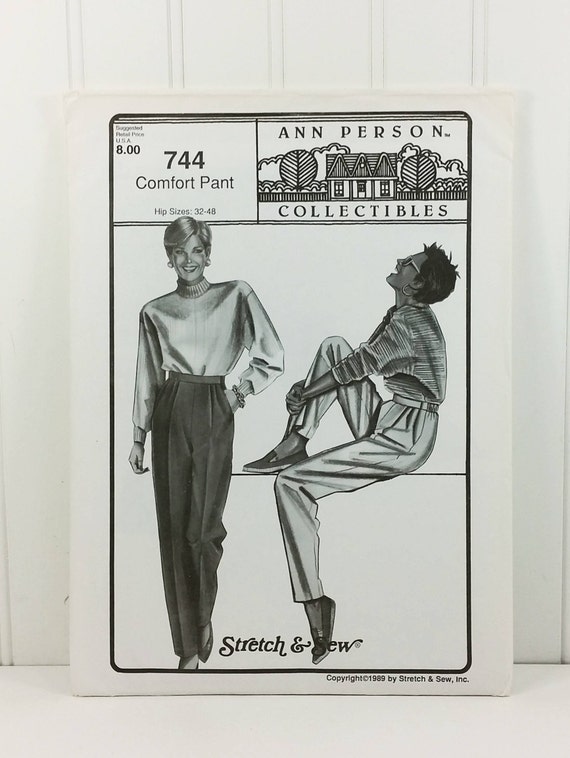 Suggested
Retail Price
U.S.A
8.00
744
Comfort Pant
Hip Sizes: 32-48
ANN PERSON™
COLLECTIBLES
Stretch & Sew®
Copyright©1989 by Stretch & Sew, Inc.